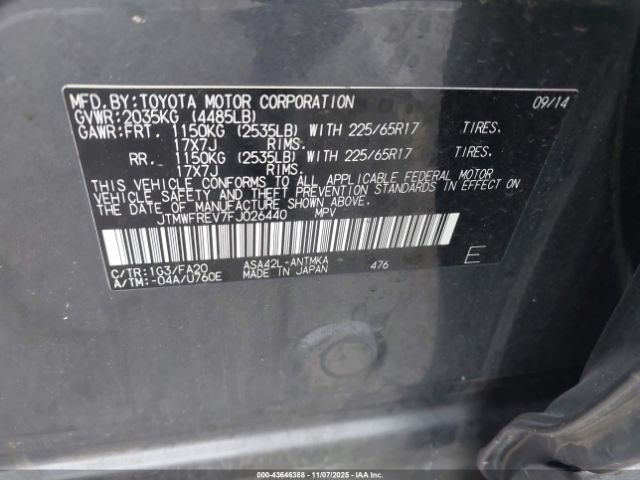 MFD.BY:TOYOTA MOTOR CORPORATION 09/14
GVWR:2035KG (4485LB)
GAWR:FRT. 1150KG (2535LB) WITH 225/65R17 TIRES.
17X7J RIMS.
RR. 1150KG (2535LB) WITH 225/65R17 TIRES.
17X7J RIMS.
THIS VEHICLE CONFORMS TO ALL APPLICABLE FEDERAL MOTOR
VEHICLE SAFETY AND THEFT PREVENTION STANDARDS IN EFFECT ON
THE DATE OF MANUFACTURE SHOWN ABOVE.
JTMWFREV7FJ026440 MPV
C/TR:1G3/FA20 ASA42L-ANTMKA 476 E
A/TM:-04A/U760E MADE IN JAPAN
000-43646388 11/07/2025 - IAAI.COM